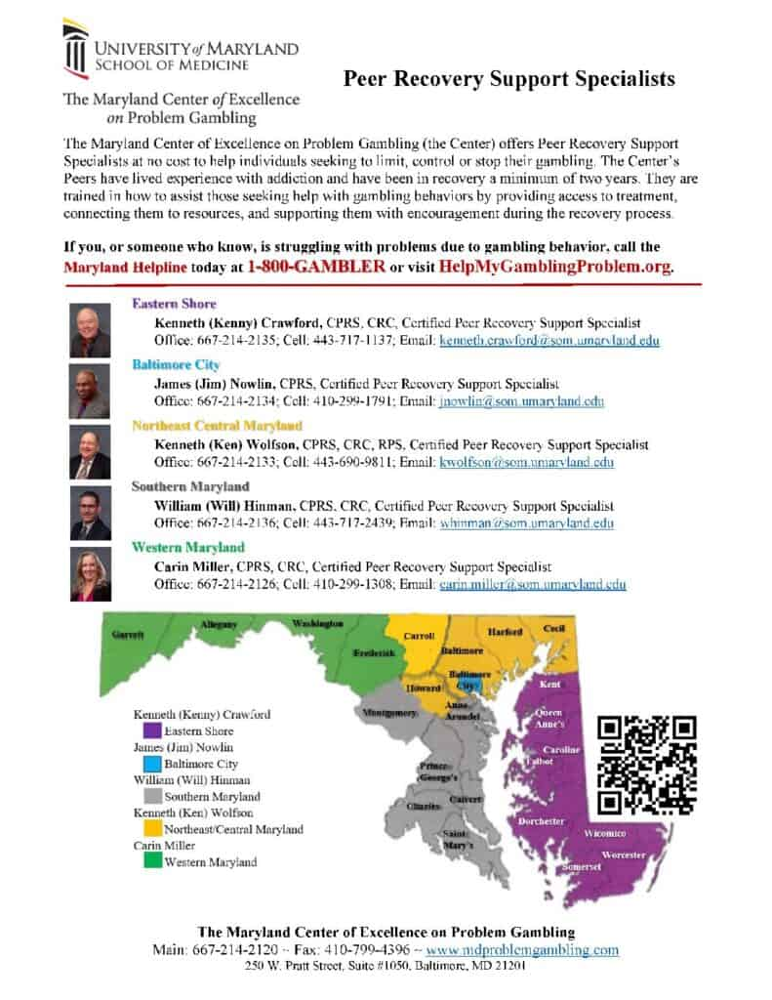 UNIVERSITY of MARYLAND
SCHOOL OF MEDICINE
The Maryland Center of Excellence
on Problem Gambling
Peer Recovery Support Specialists
The Maryland Center of Excellence on Problem Gambling (the Center) offers Peer Recovery Support
Specialists at no cost to help individuals seeking to limit, control or stop their gambling. The Center's
Peers have lived experience with addiction and have been in recovery a minimum of two years. They are
trained in how to assist those seeking help with gambling behaviors by providing access to treatment,
connecting them to resources, and supporting them with encouragement during the recovery process.
If you, or someone who know, is struggling with problems due to gambling behavior, call the
Maryland Helpline today at 1-800-GAMBLER or visit HelpMyGamblingProblem.org.
Eastern Shore
Kenneth (Kenny) Crawford, CPRS, CRC, Certified Peer Recovery Support Specialist
Office: 667-214-2135; Cell: 443-717-1137; Email: kenneth.crawford@som.umaryland.edu
Baltimore City
James (Jim) Nowlin, CPRS, Certified Peer Recovery Support Specialist
Office: 667-214-2134; Cell: 410-299-1791; Email: jnowlin@som.umaryland.edu
Northeast Central Maryland
Kenneth (Ken) Wolfson, CPRS, CRC, RPS, Certified Peer Recovery Support Specialist
Office: 667-214-2133; Cell: 443-690-9811; Email: kwolfson@som.umaryland.edu
Southern Maryland
William (Will) Hinman, CPRS, CRC, Certified Peer Recovery Support Specialist
Office: 667-214-2136; Cell: 443-717-2439; Email: whinman@som.umaryland.edu
Western Maryland
Carin Miller, CPRS, CRC, Certified Peer Recovery Support Specialist
Office: 667-214-2126; Cell: 410-299-1308; Email: carin.miller@som.umaryland.edu
Garrett
Allegany
Washington
Frederick
Carroll
Baltimore
Harford
Cecil
Howard
Baltimore
City
Kent
Montgomery
Anne
Arundel
Queen
Anne's
Caroline
Talbot
Prince
George's
Calvert
Charles
Saint
Mary's
Dorchester
Wicomico
Worcester
Somerset
Kenneth (Kenny) Crawford
Eastern Shore
James (Jim) Nowlin
Baltimore City
William (Will) Hinman
Southern Maryland
Kenneth (Ken) Wolfson
Northeast/Central Maryland
Carin Miller
Western Maryland
The Maryland Center of Excellence on Problem Gambling
Main: 667-214-2120 ~ Fax: 410-799-4396 ~ www.mdproblemgambling.com
250 W. Pratt Street, Suite #1050, Baltimore, MD 21201